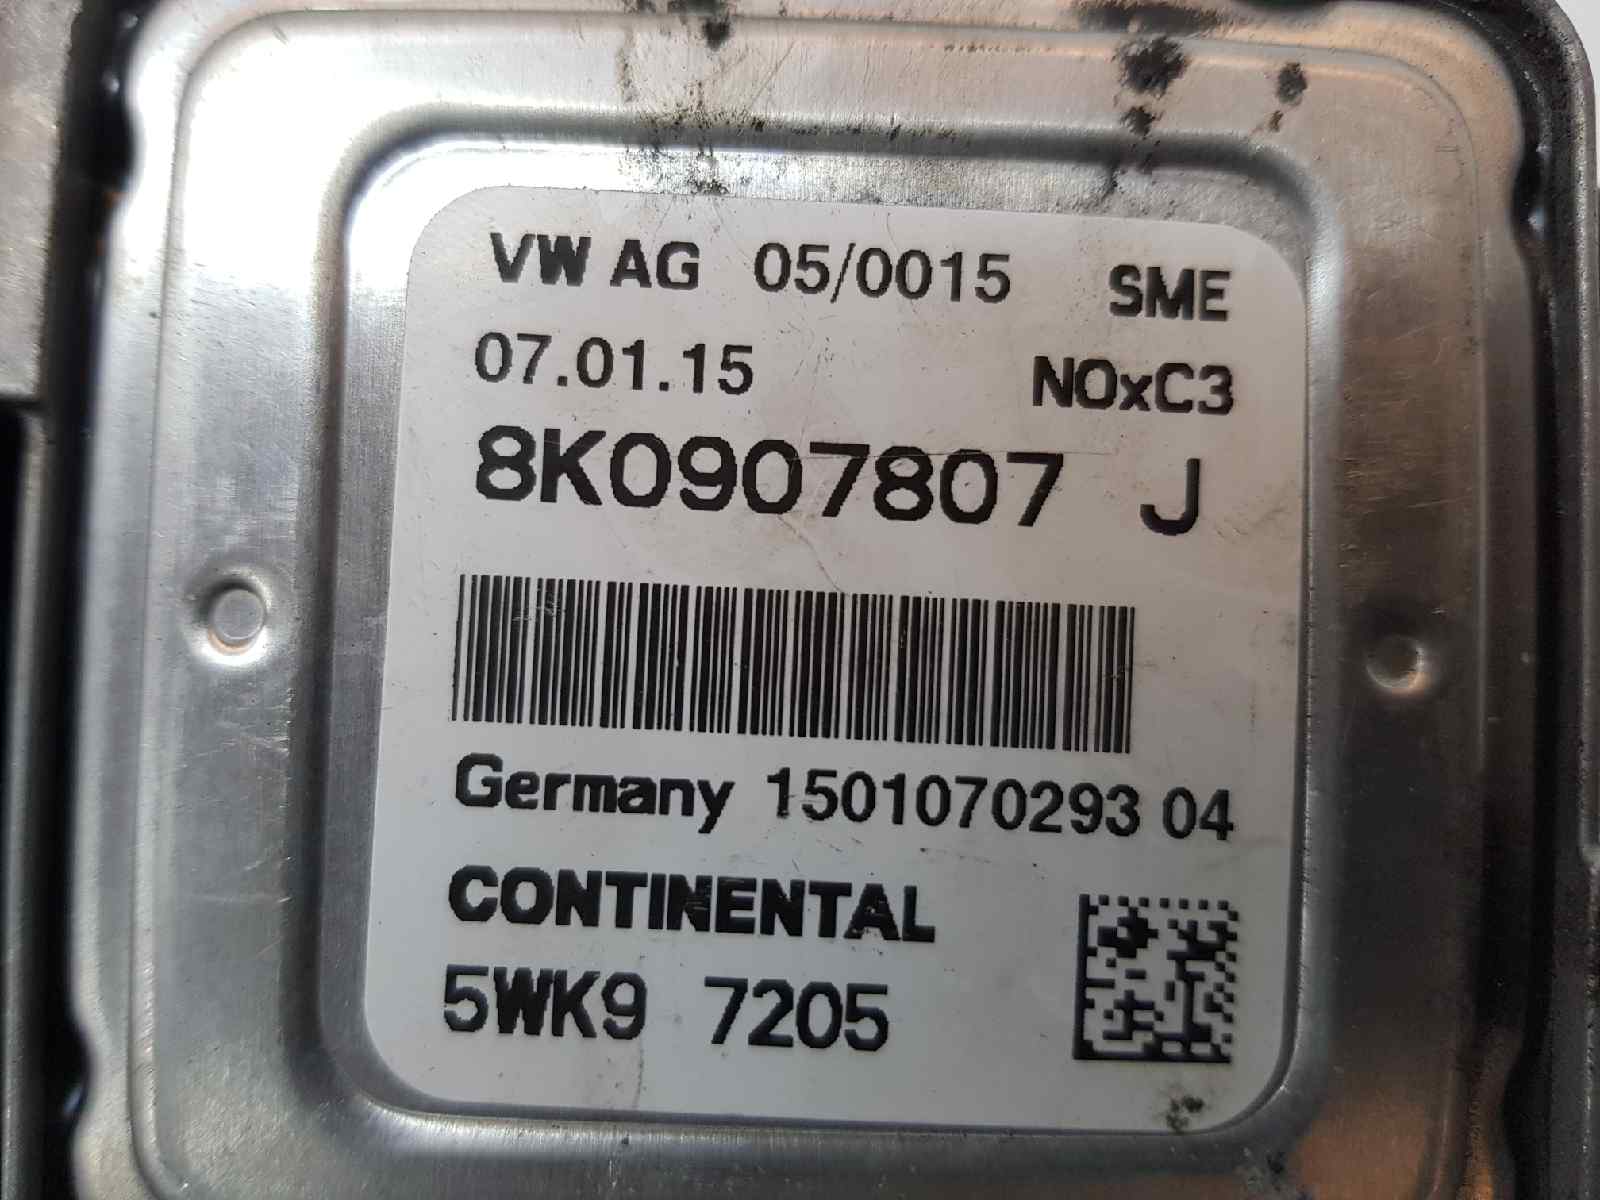 VW AG 05/0015 SME
07.01.15 NOxC3
8K0907807 J
Germany 1501070293 04
CONTINENTAL
5WK9 7205